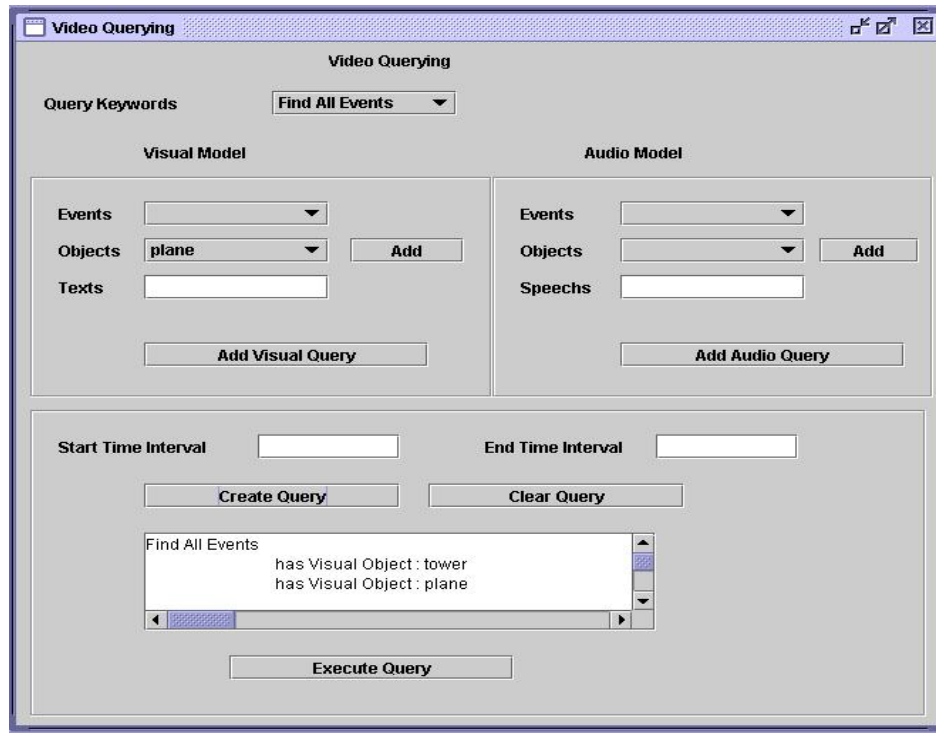 Video Querying
Video Querying
Query Keywords Find All Events
Visual Model Audio Model
Events Events
Objects plane Add Objects Add
Texts Speechs
Add Visual Query Add Audio Query
Start Time Interval End Time Interval
Create Query Clear Query
Find All Events
has Visual Object : tower
has Visual Object : plane
Execute Query